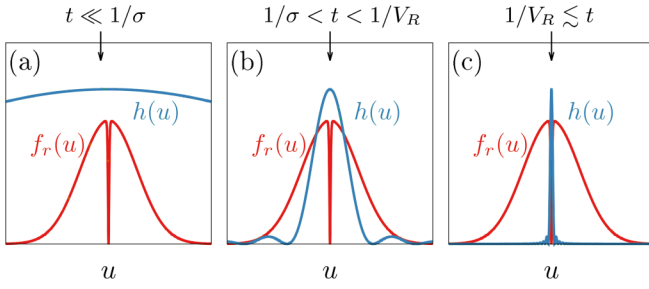 t ≪ 1/σ
1/σ < t < 1/V_R
1/V_R ≲ t
(a)
h(u)
f_r(u)
u
(b)
h(u)
f_r(u)
u
(c)
h(u)
f_r(u)
u